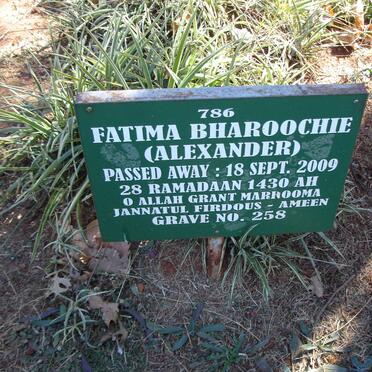 786
FATIMA BHAROOCHIE
(ALEXANDER)
PASSED AWAY : 18 SEPT. 2009
28 RAMADAAN 1430 AH
O ALLAH GRANT MARHOOMA
JANNATUL FIRDOUS - AMEEN
GRAVE NO. 258